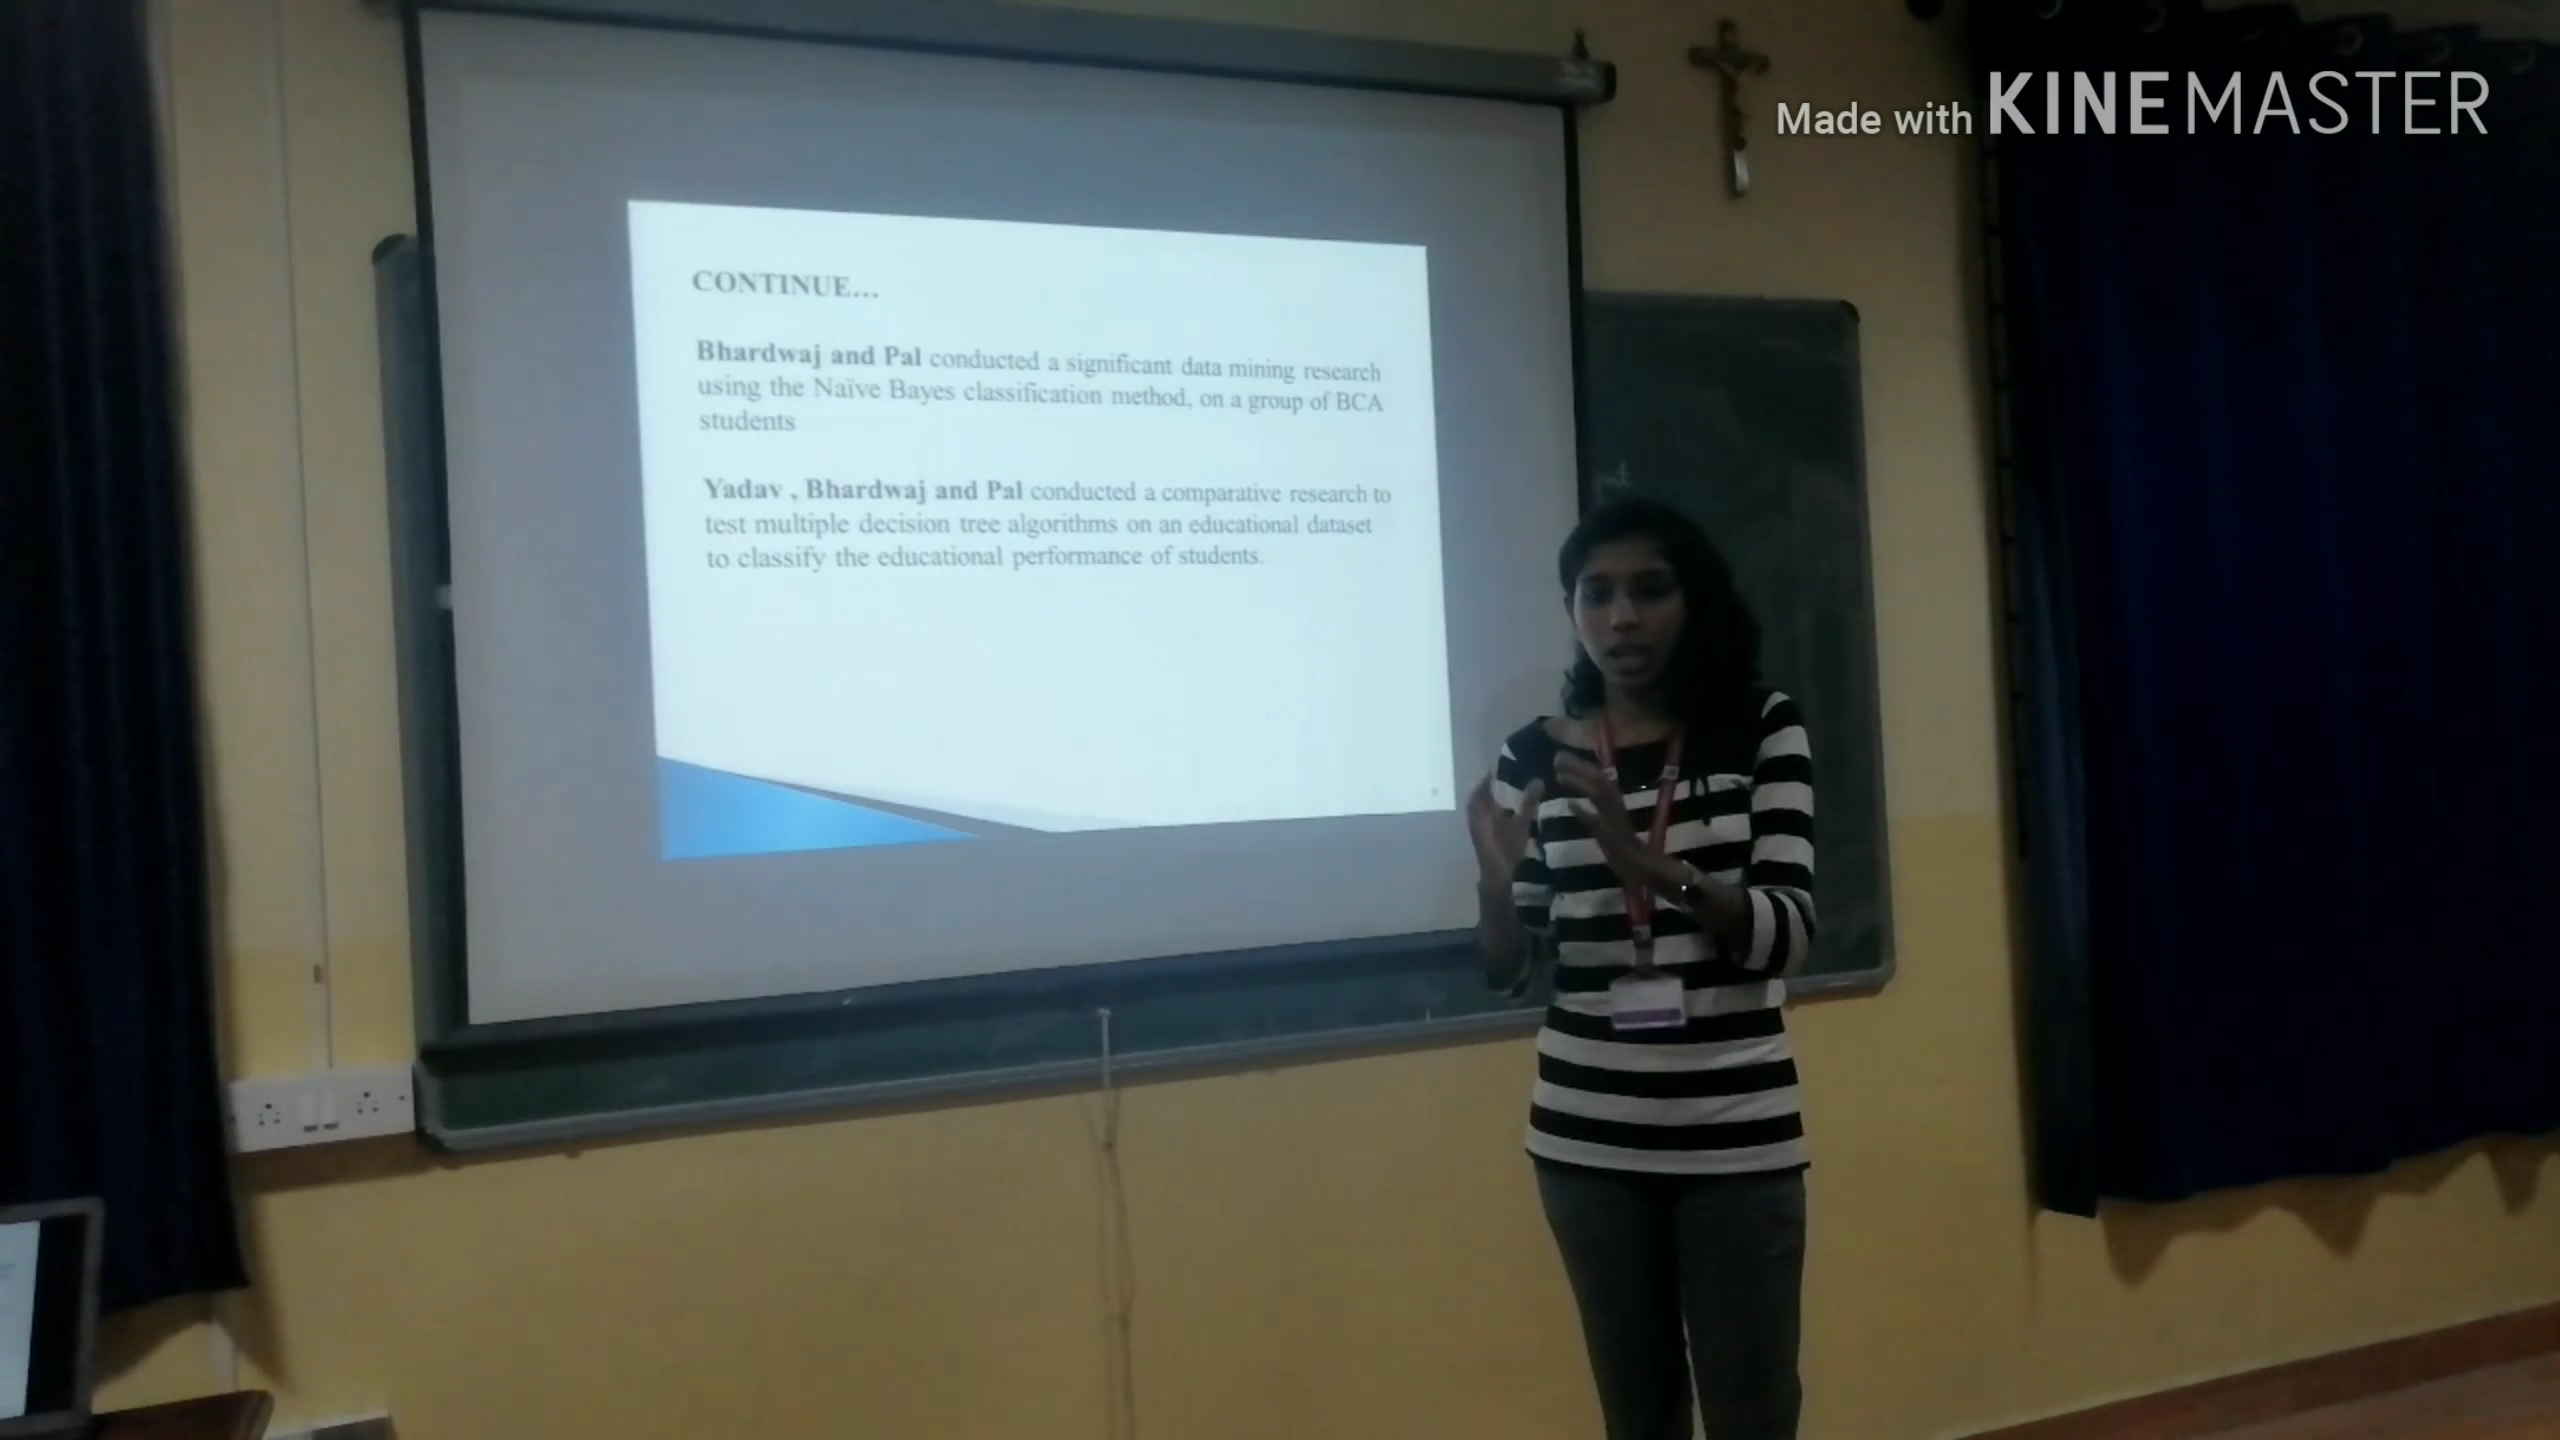 Made with KINEMASTER
CONTINUE...
Bhardwaj and Pal conducted a significant data mining research
using the Naïve Bayes classification method, on a group of BCA
students
Yadav , Bhardwaj and Pal conducted a comparative research to
test multiple decision tree algorithms on an educational dataset
to classify the educational performance of students.